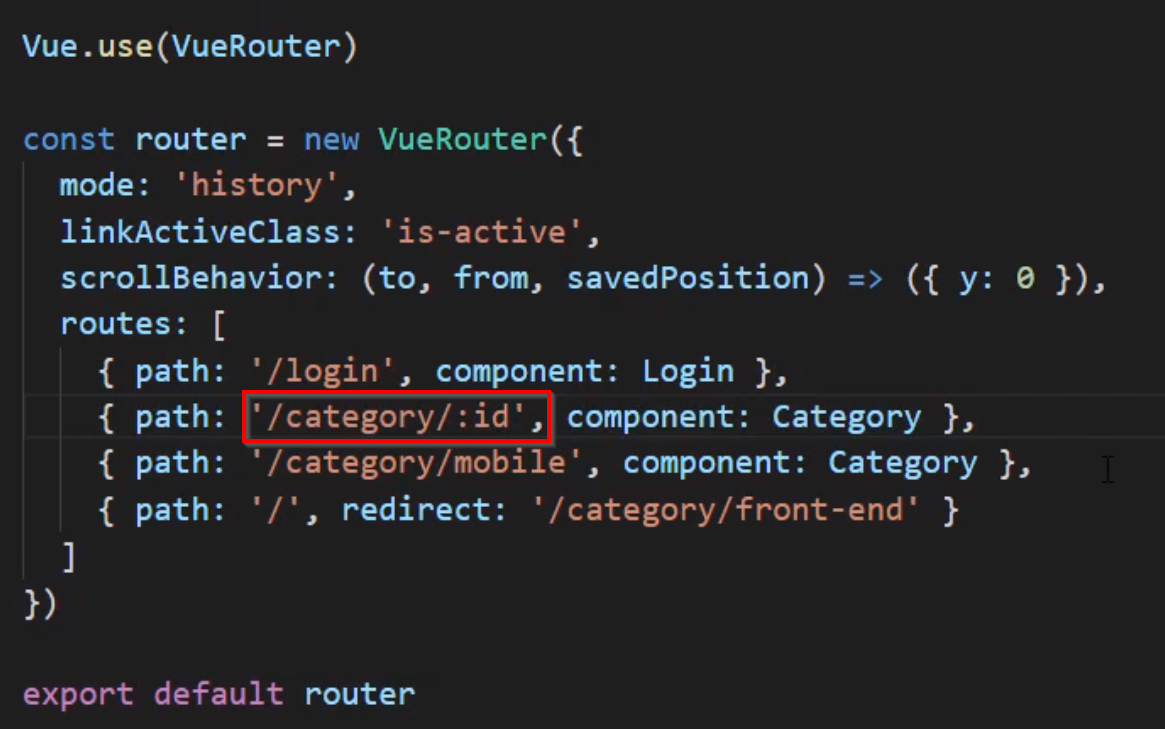 Vue.use(VueRouter)
const router = new VueRouter({
mode: 'history',
linkActiveClass: 'is-active',
scrollBehavior: (to, from, savedPosition) => ({ y: 0 }),
routes: [
{ path: '/login', component: Login },
{ path: '/category/:id', component: Category },
{ path: '/category/mobile', component: Category },
{ path: '/', redirect: '/category/front-end' }
]
})
export default router